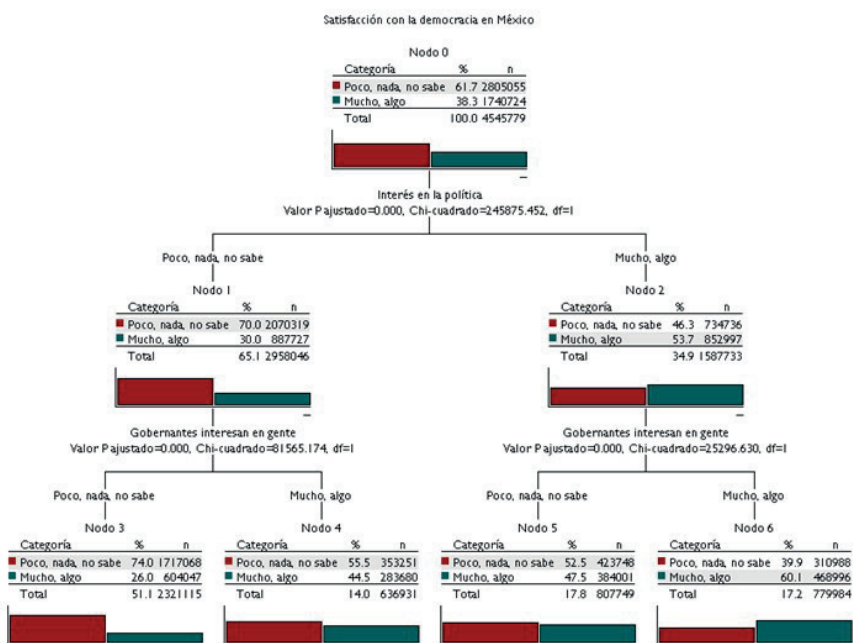 Satisfacción con la democracia en México
Nodo 0
Categoría % n
Poco, nada, no sabe 61.7 2805055
Mucho, algo 38.3 1740724
Total 100.0 4545779
Interés en la política
Valor Pajustado=0.000, Chi-cuadrado=245875.452, df=1
Poco, nada, no sabe
Mucho, algo
Nodo 1
Categoría % n
Poco, nada, no sabe 70.0 2070319
Mucho, algo 30.0 887727
Total 65.1 2958046
Nodo 2
Categoría % n
Poco, nada, no sabe 46.3 734736
Mucho, algo 53.7 852997
Total 34.9 1587733
Gobernantes interesan en gente
Valor Pajustado=0.000, Chi-cuadrado=81565.174, df=1
Gobernantes interesan en gente
Valor Pajustado=0.000, Chi-cuadrado=25296.630, df=1
Poco, nada, no sabe
Mucho, algo
Poco, nada, no sabe
Mucho, algo
Nodo 3
Categoría % n
Poco, nada, no sabe 74.0 1717068
Mucho, algo 26.0 604047
Total 51.1 2321115
Nodo 4
Categoría % n
Poco, nada, no sabe 55.5 353251
Mucho, algo 44.5 283680
Total 14.0 636931
Nodo 5
Categoría % n
Poco, nada, no sabe 52.5 423748
Mucho, algo 47.5 384001
Total 17.8 807749
Nodo 6
Categoría % n
Poco, nada, no sabe 39.9 310988
Mucho, algo 60.1 468996
Total 17.2 779984